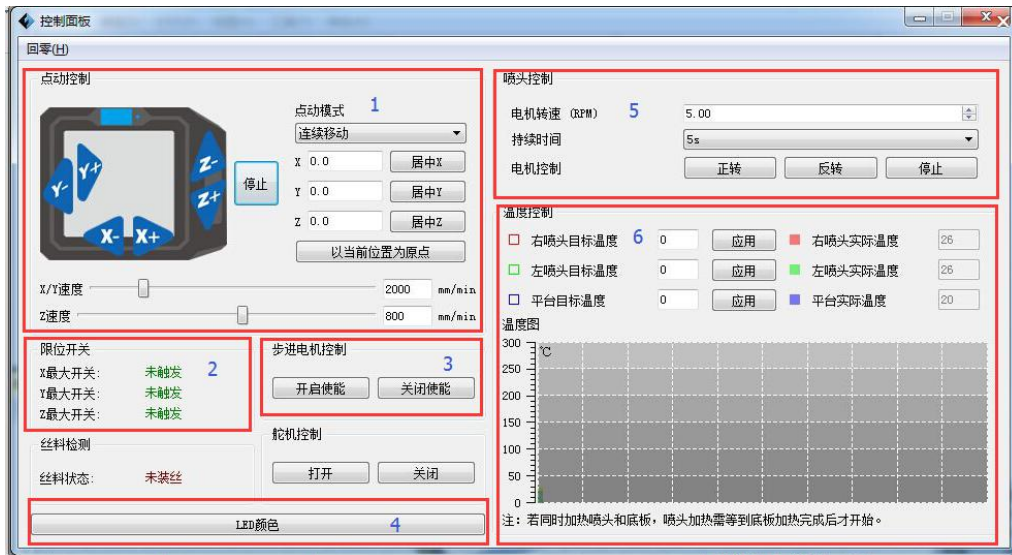 控制面板
回零(H)
点动控制
1
点动模式
连续移动
Y- Y+ Z- Z+ X- X+
停止
X 0.0 居中X
Y 0.0 居中Y
Z 0.0 居中Z
以当前位置为原点
X/Y速度 2000 mm/min
Z速度 800 mm/min
限位开关
2
X最大开关: 未触发
Y最大开关: 未触发
Z最大开关: 未触发
步进电机控制
3
开启使能 关闭使能
丝料检测
丝料状态: 未装丝
舵机控制
打开 关闭
LED颜色 4
喷头控制
电机转速 (RPM) 5 5.00
持续时间 5s
电机控制 正转 反转 停止
温度控制
右喷头目标温度 6 0 应用 右喷头实际温度 26
左喷头目标温度 0 应用 左喷头实际温度 26
平台目标温度 0 应用 平台实际温度 20
温度图
300 ℃
250
200
150
100
50
0
注: 若同时加热喷头和底板,喷头加热需等到底板加热完成后才开始。